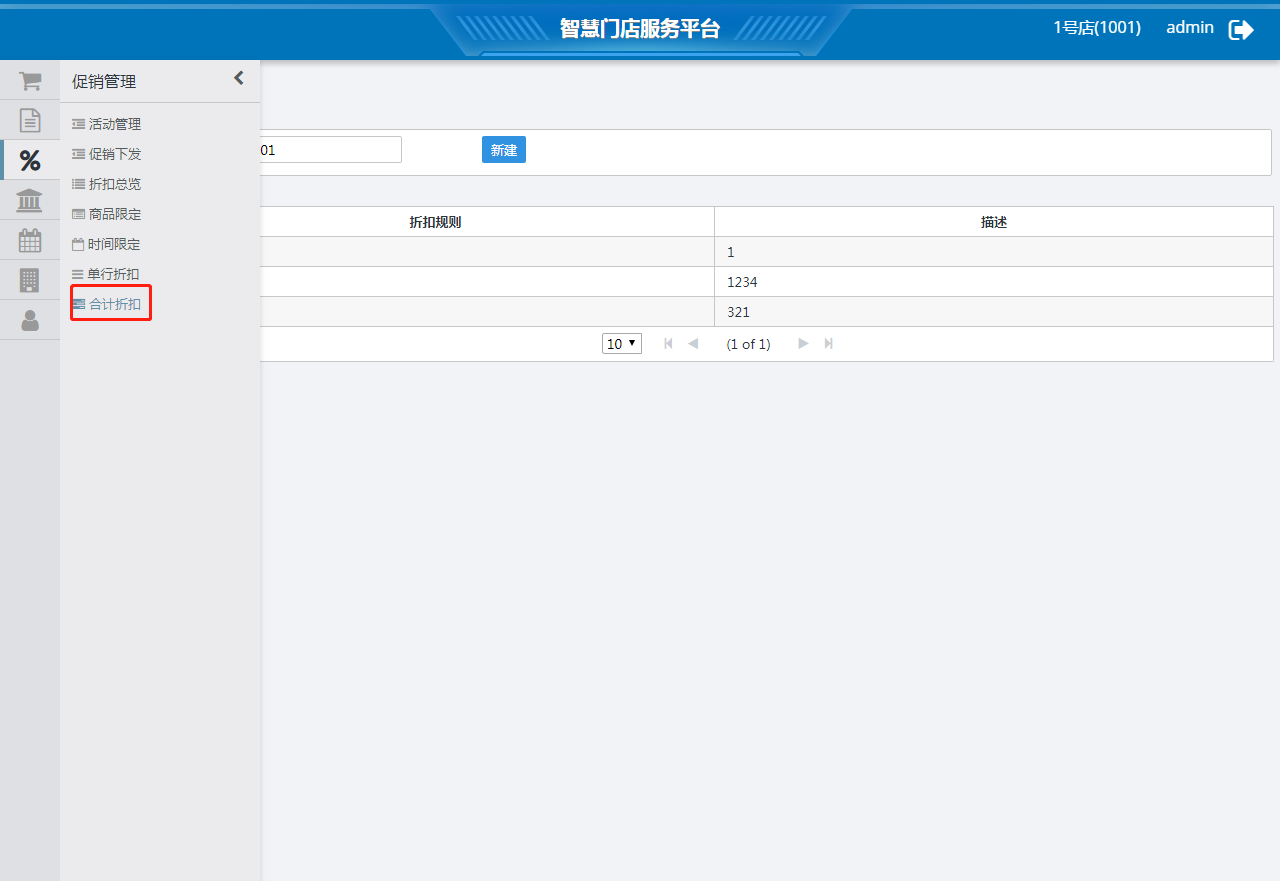 智慧门店服务平台
1号店(1001) admin
促销管理
活动管理
促销下发
折扣总览
商品限定
时间限定
单行折扣
合计折扣
01
新建
折扣规则 描述
1
1234
321
10 (1 of 1)